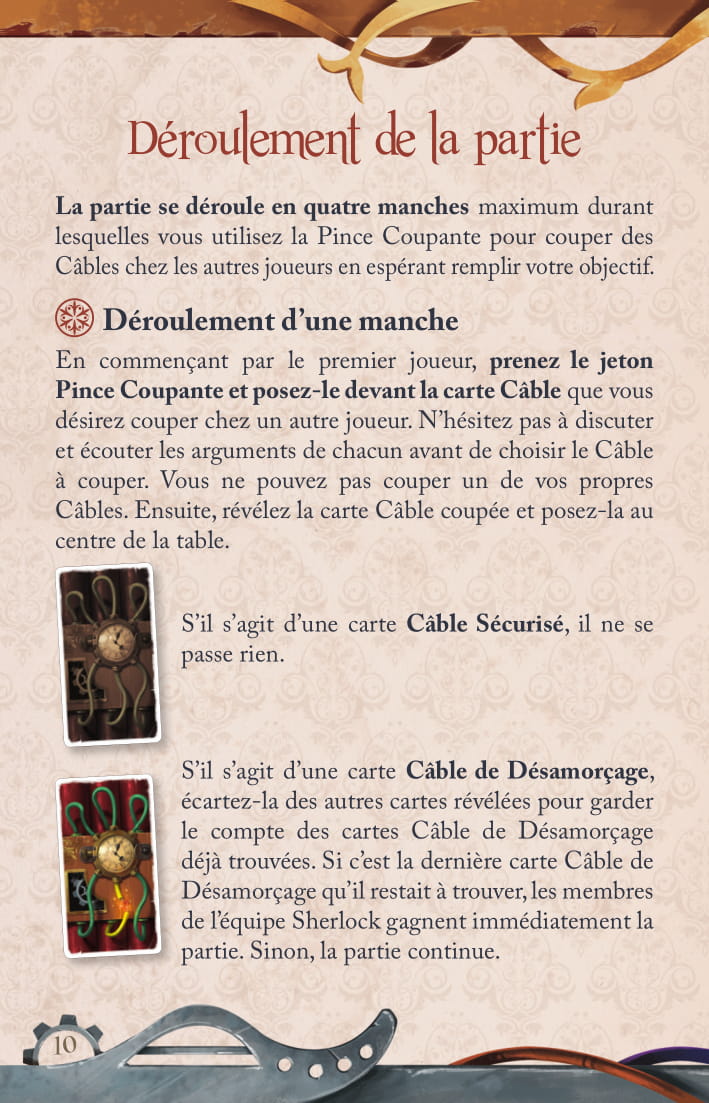 Déroulement de la partie
La partie se déroule en quatre manches maximum durant
lesquelles vous utilisez la Pince Coupante pour couper des
Câbles chez les autres joueurs en espérant remplir votre objectif.
Déroulement d’une manche
En commençant par le premier joueur, prenez le jeton
Pince Coupante et posez-le devant la carte Câble que vous
désirez couper chez un autre joueur. N’hésitez pas à discuter
et écouter les arguments de chacun avant de choisir le Câble
à couper. Vous ne pouvez pas couper un de vos propres
Câbles. Ensuite, révélez la carte Câble coupée et posez-la au
centre de la table.
S’il s’agit d’une carte Câble Sécurisé, il ne se
passe rien.
S’il s’agit d’une carte Câble de Désamorçage,
écartez-la des autres cartes révélées pour garder
le compte des cartes Câble de Désamorçage
déjà trouvées. Si c’est la dernière carte Câble de
Désamorçage qu’il restait à trouver, les membres
de l’équipe Sherlock gagnent immédiatement la
partie. Sinon, la partie continue.
10